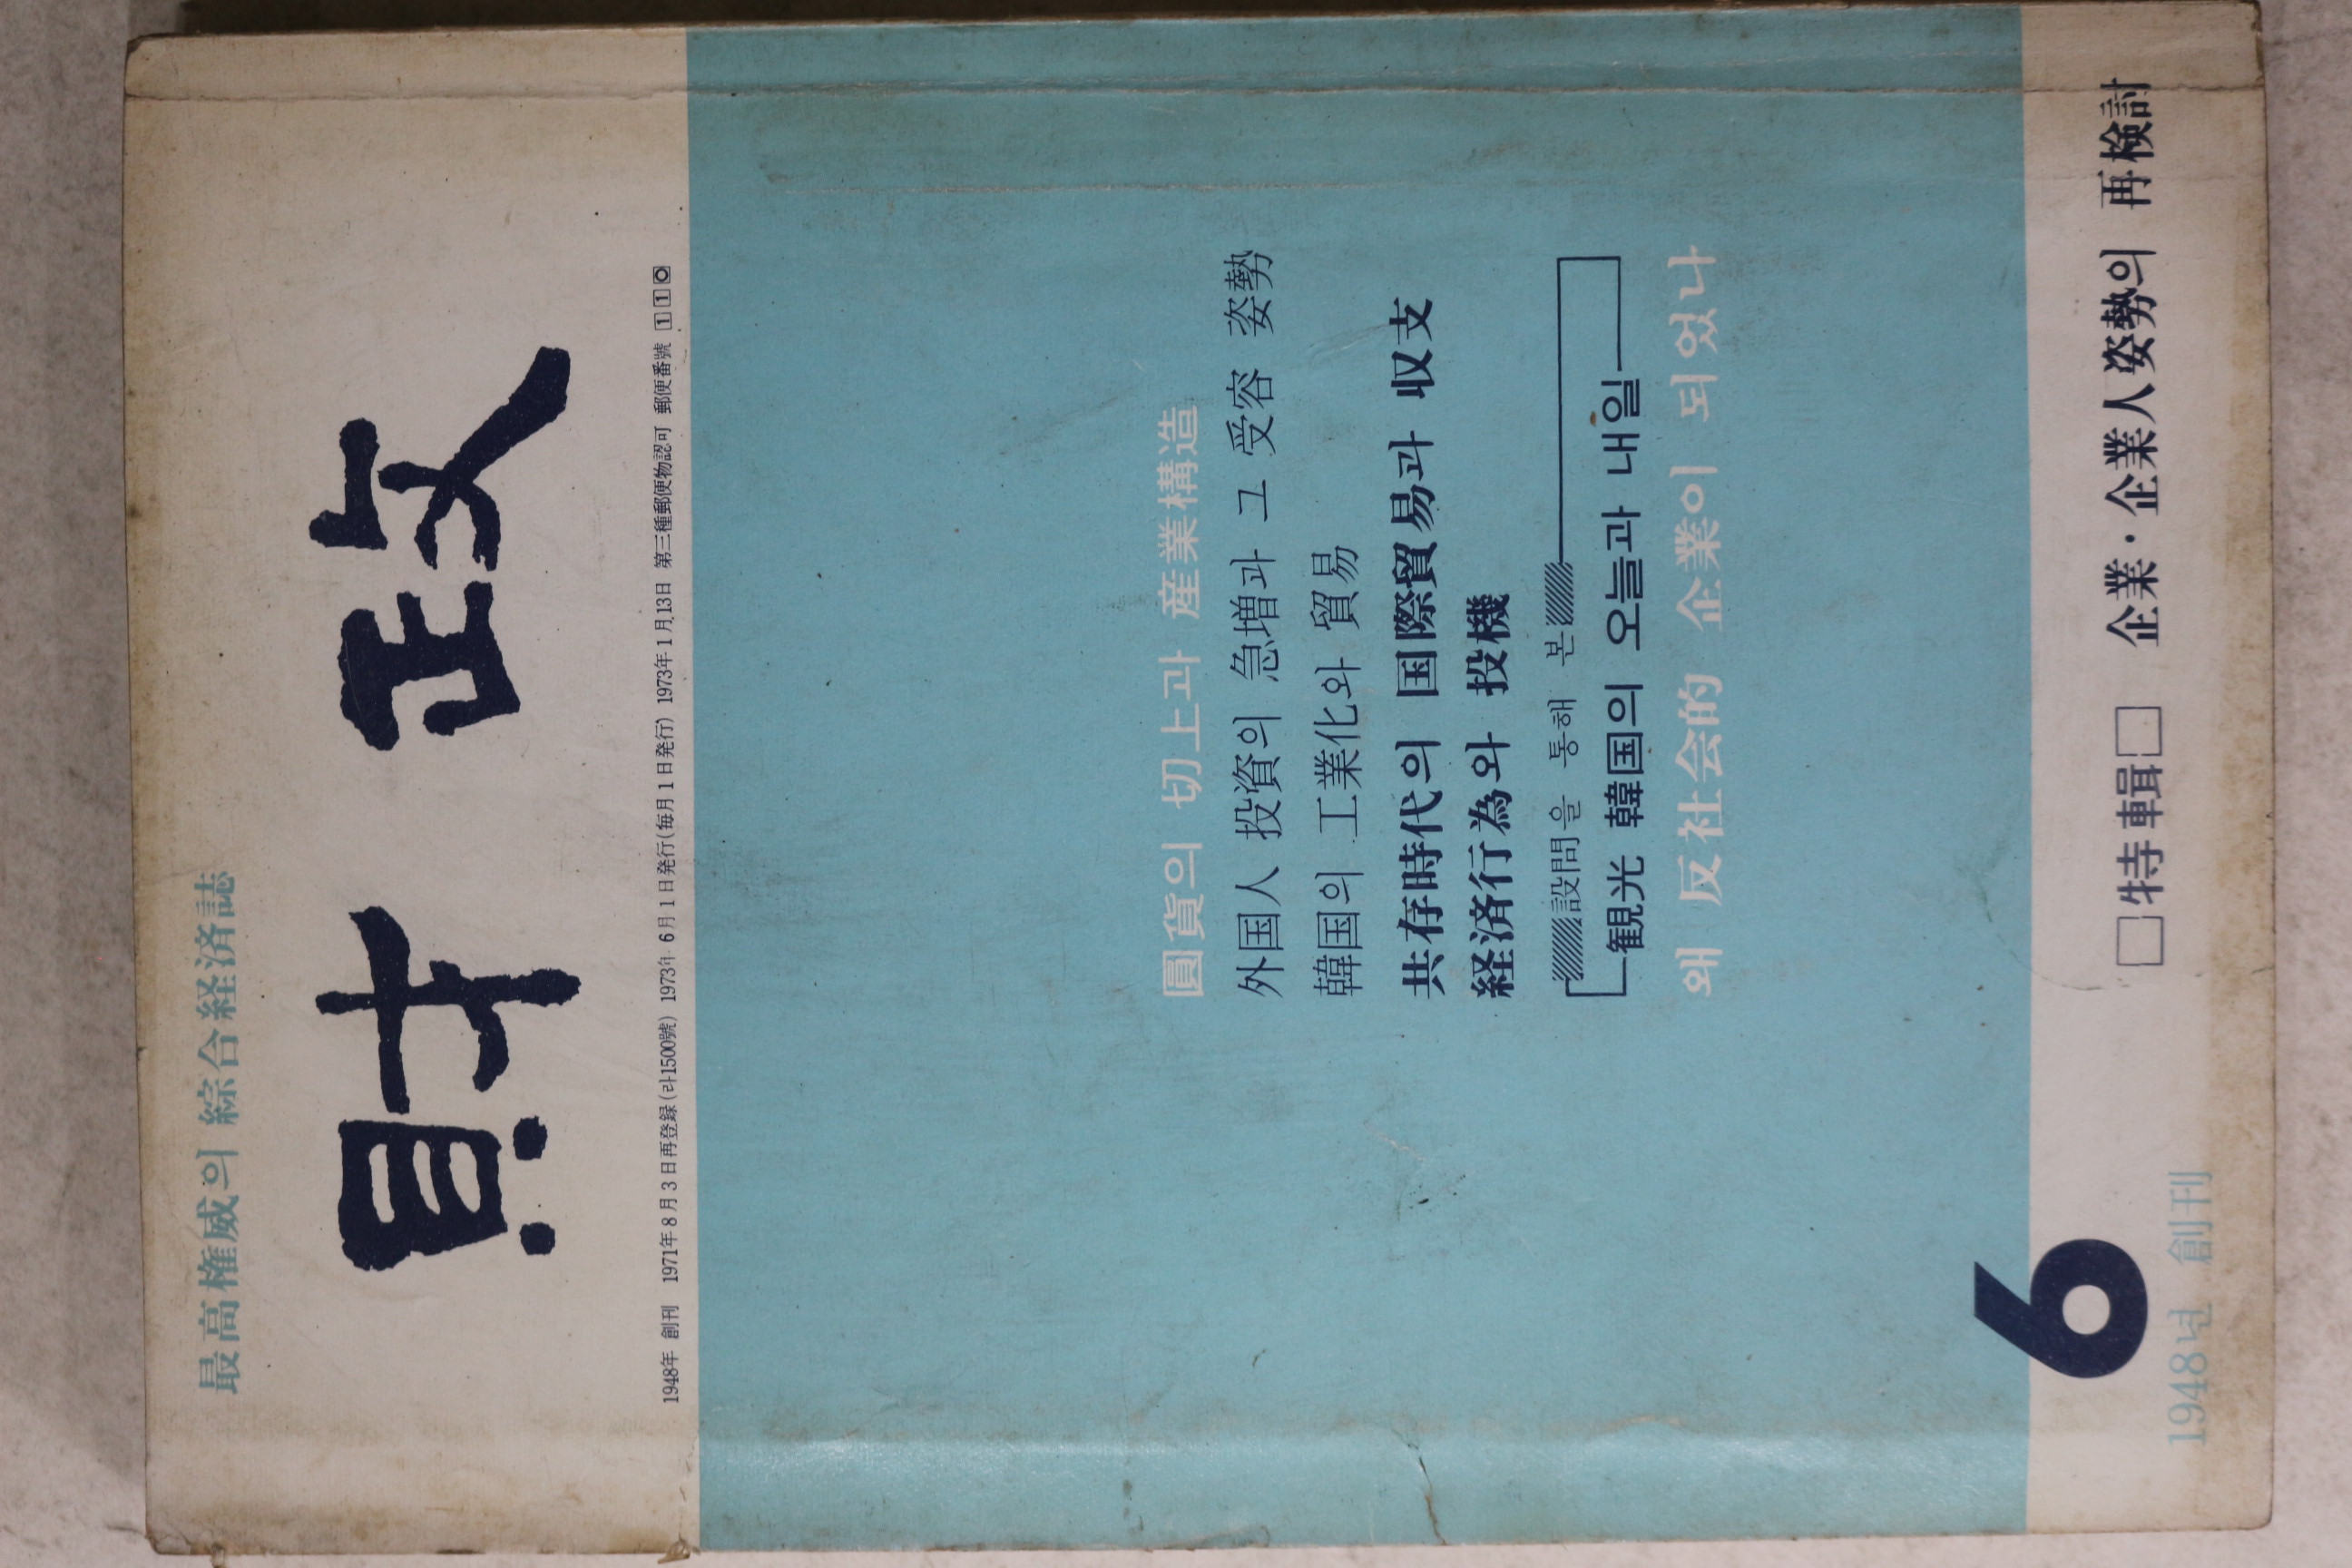 最高権威의 綜合経済誌
財政
1948年 創刊 1971年8月3日再登録(라1500號) 1973年 6月1日発行(毎月1日発行) 1973年1月13日 第三種郵便物認可 郵便番號 110
圓貨의 切上과 産業構造
外国人 投資의 急増과 그 受容 姿勢
韓国의 工業化와 貿易
共存時代의 国際貿易과 収支
経済行為와 投機
設問을 통해 본
観光 韓国의 오늘과 내일
왜 反社会的 企業이 되었나
6
□特輯□ 企業·企業人姿勢의 再検討
1948년 創刊